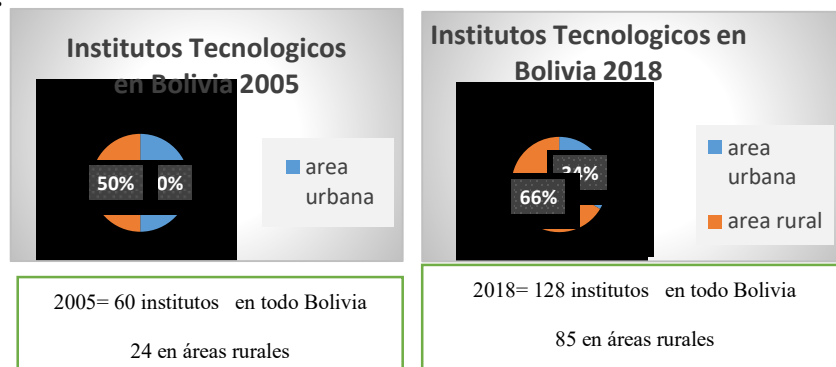 Institutos Tecnologicos
en Bolivia 2005
50%
0%
area
urbana
2005= 60 institutos en todo Bolivia
24 en áreas rurales
Institutos Tecnologicos en
Bolivia 2018
34%
66%
area
urbana
area rural
2018= 128 institutos en todo Bolivia
85 en áreas rurales